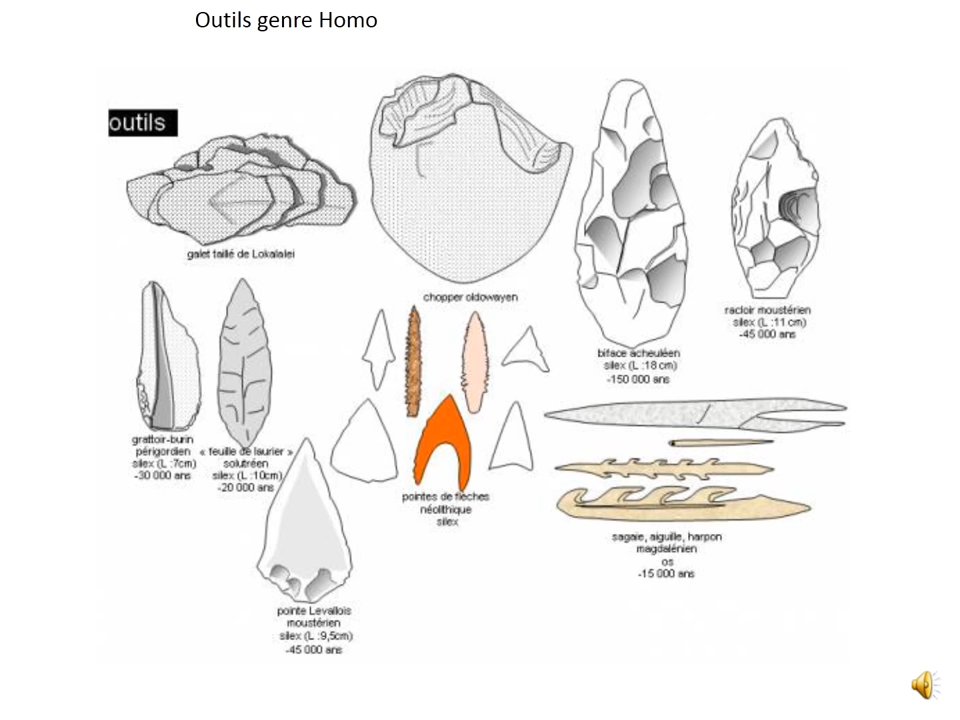 Outils genre Homo
outils
galet taillé de Lokalalei
chopper oldowayen
biface acheuléen
silex (L :18 cm)
-150 000 ans
racloir moustérien
silex (L :11 cm)
-45 000 ans
grattoir-burin
périgordien
silex (L :7cm)
-30 000 ans
« feuille de laurier »
solutréen
silex (L :10cm)
-20 000 ans
pointes de flèches
néolithique
silex
sagaie, aiguille, harpon
magdalénien
os
-15 000 ans
pointe Levallois
moustérien
silex (L :9,5cm)
-45 000 ans